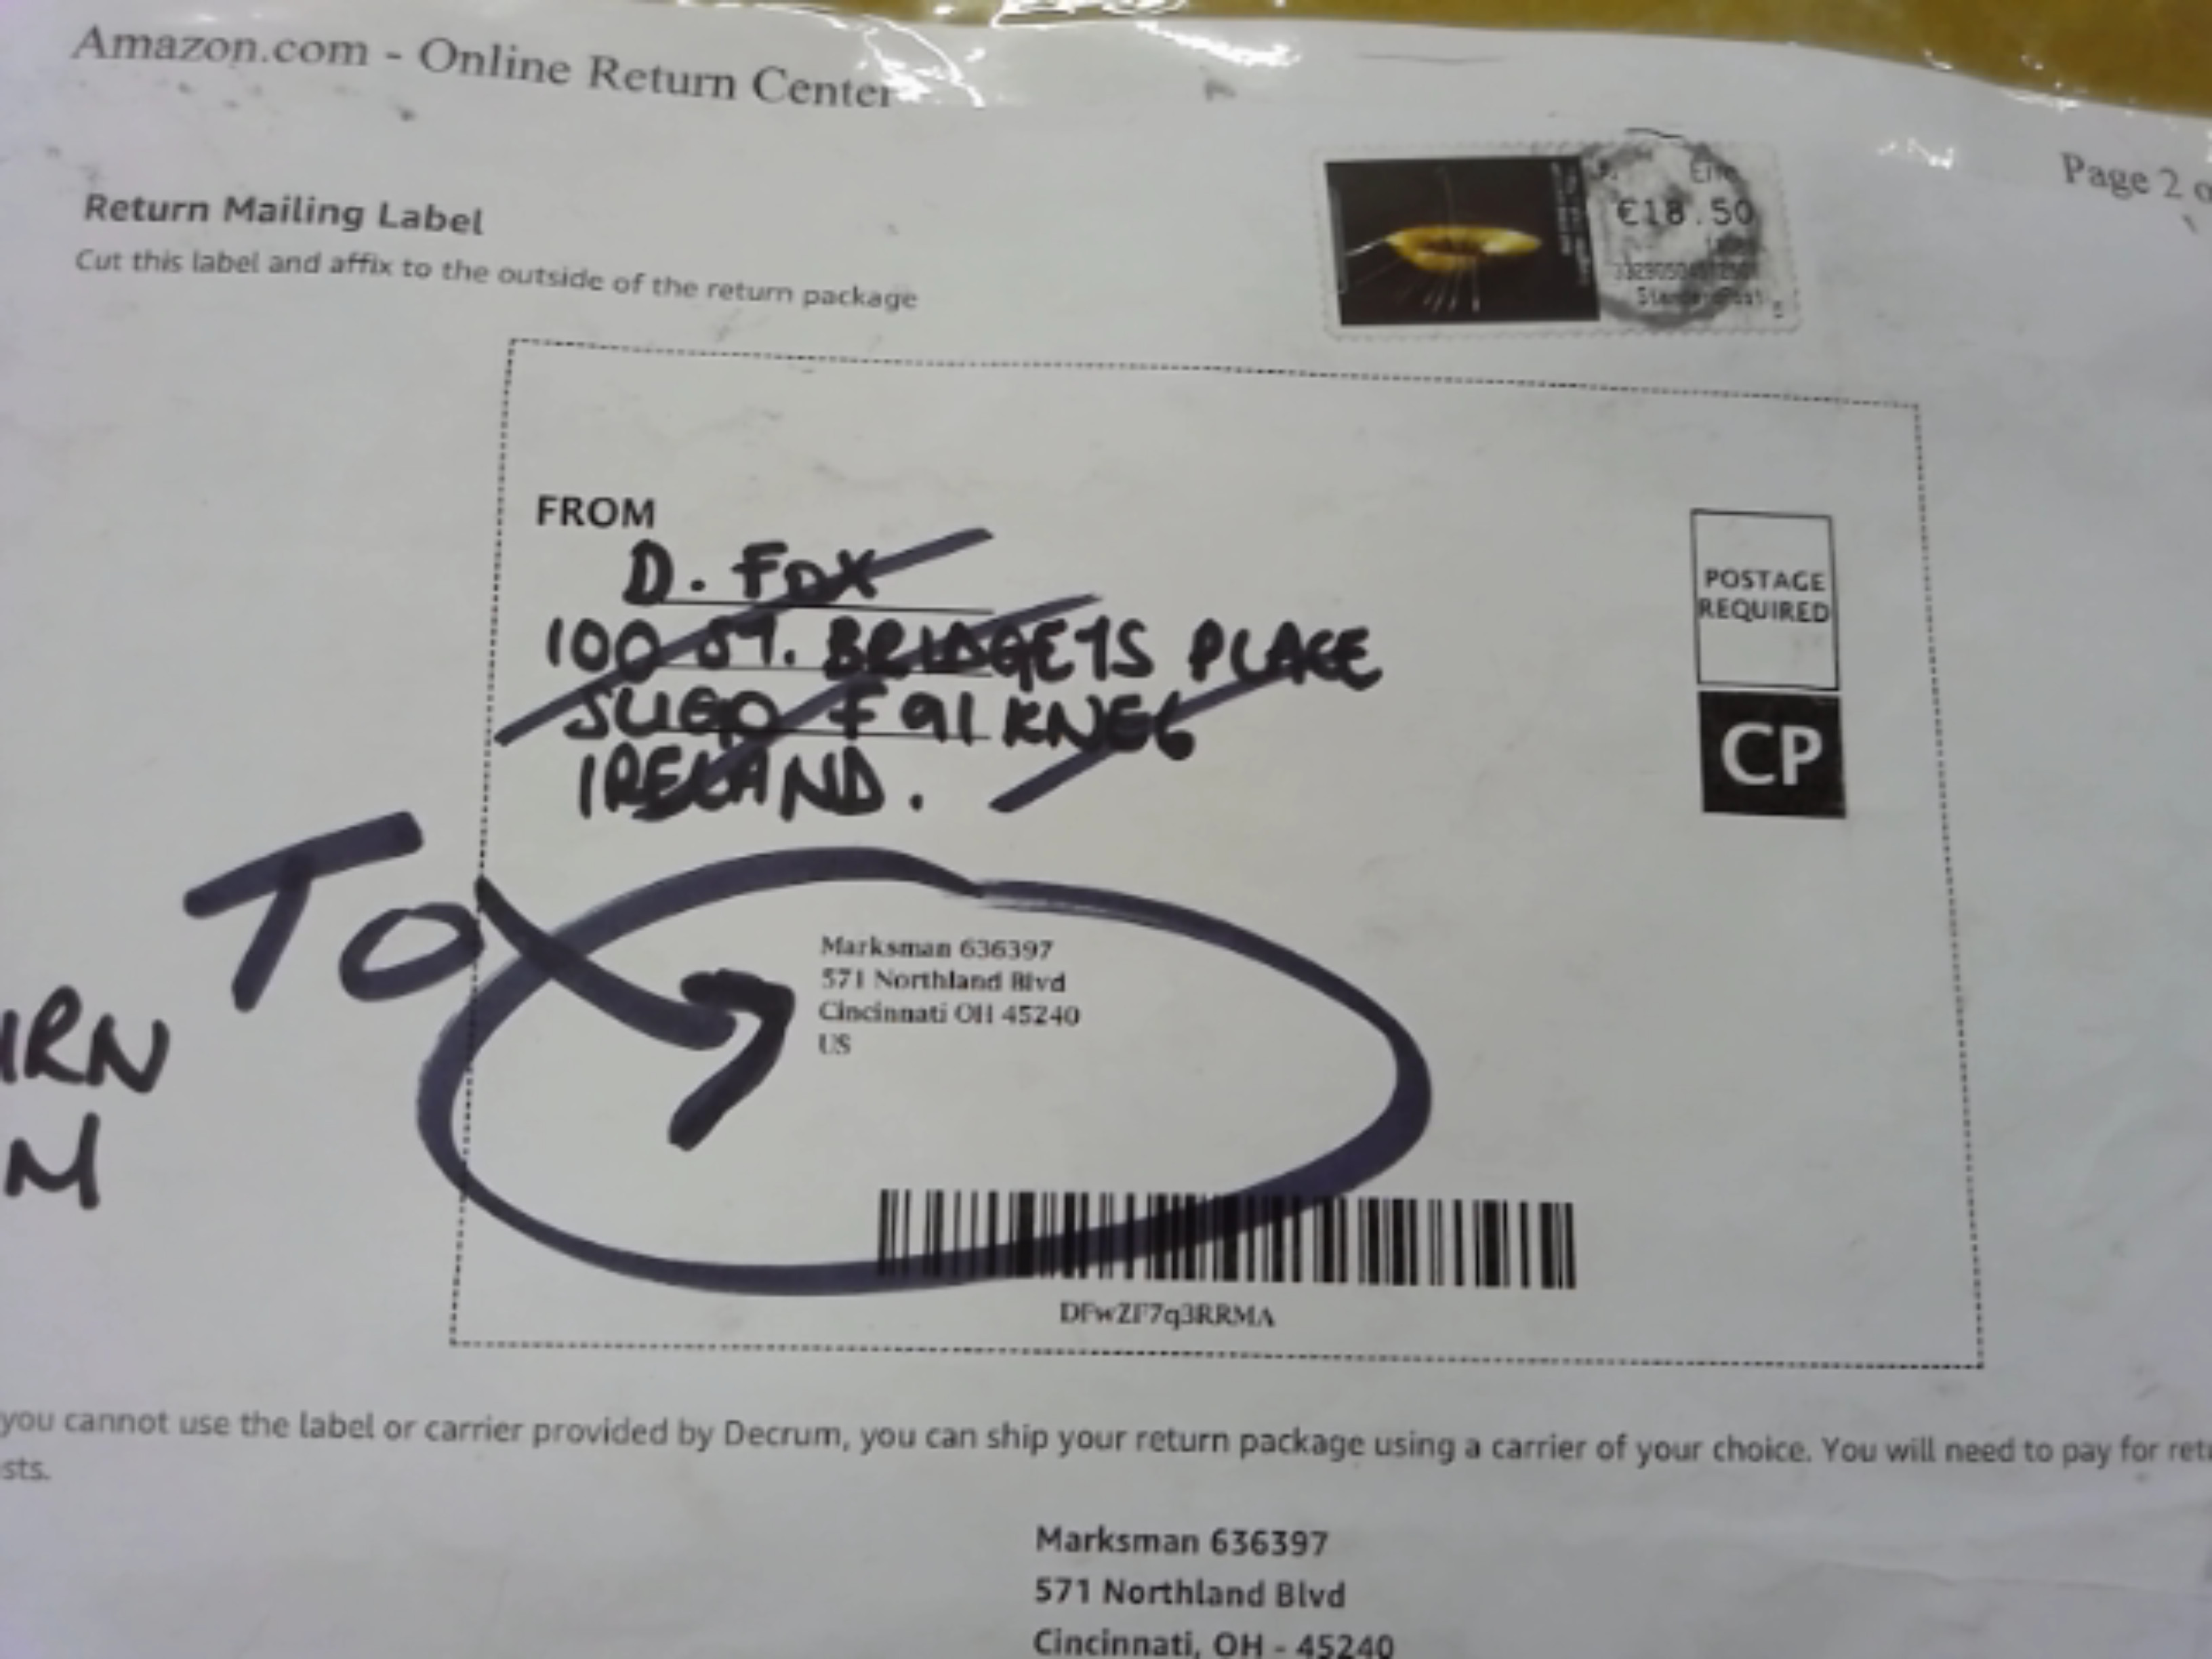 Amazon.com - Online Return Center
Page 2
Return Mailing Label
Cut this label and affix to the outside of the return package
€18.50
FROM
D. FOX
100 ST. BRIDGETS PLACE
SLIGO F91 KNE6
IRELAND.
POSTAGE
REQUIRED
CP
TO
Marksman 636397
571 Northland Blvd
Cincinnati OH 45240
US
DFwZF7q3RRMA
you cannot use the label or carrier provided by Decrum, you can ship your return package using a carrier of your choice. You will need to pay for
Marksman 636397
571 Northland Blvd
Cincinnati, OH - 45240